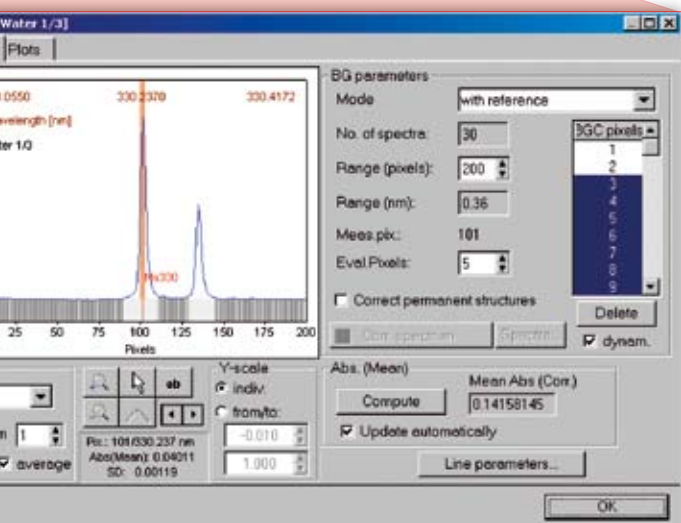 Water 1/3]
Plots
.0550 330.2370 330.4172
avelength [nm]
ter 1/3
Na330
25 50 75 100 125 150 175 200
Pixels
BG parameters
Mode with reference
No. of spectra: 30
Range (pixels): 200
Range (nm): 0.36
Meas.pix.: 101
Eval.Pixels: 5
BGC pixels
1
2
3
4
5
6
7
8
9
Correct permanent structures
Delete
Corr. spectrum Spectra...
dynam.
m 1
average
ab
Pix.: 101/330.237 nm
Abs(Mean): 0.04011
SD: 0.00119
Y-scale
indiv.
from/to:
-0.010
1.000
Abs. (Mean)
Mean Abs (Corr.)
Compute 0.14158145
Update automatically
Line parameters...
OK